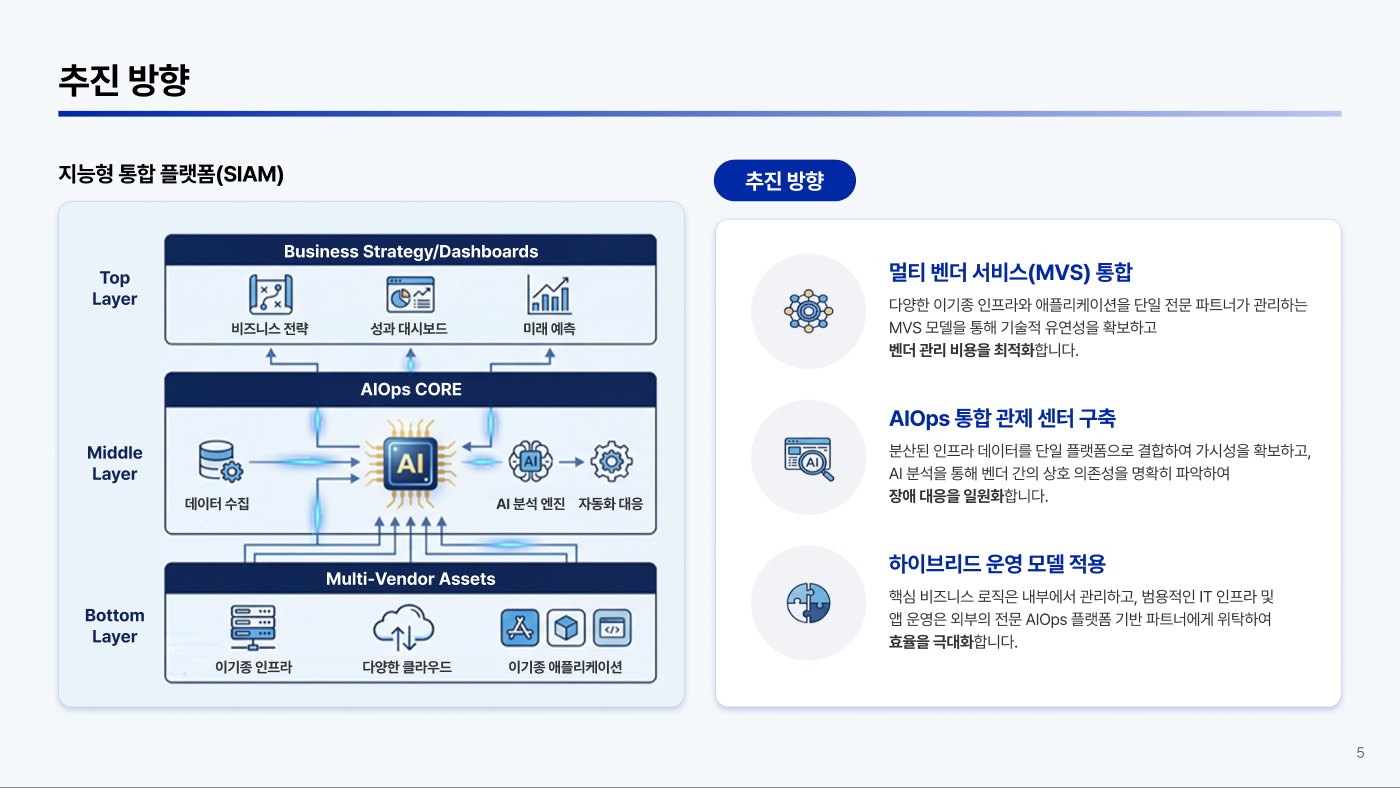 추진 방향
지능형 통합 플랫폼(SIAM)
Top
Layer
Business Strategy/Dashboards
비즈니스 전략
성과 대시보드
미래 예측
Middle
Layer
AIOps CORE
데이터 수집
AI
AI
AI 분석 엔진
자동화 대응
Bottom
Layer
Multi-Vendor Assets
이기종 인프라
다양한 클라우드
</>
이기종 애플리케이션
추진 방향
멀티 벤더 서비스(MVS) 통합
다양한 이기종 인프라와 애플리케이션을 단일 전문 파트너가 관리하는
MVS 모델을 통해 기술적 유연성을 확보하고
벤더 관리 비용을 최적화합니다.
AI
AIOps 통합 관제 센터 구축
분산된 인프라 데이터를 단일 플랫폼으로 결합하여 가시성을 확보하고,
AI 분석을 통해 벤더 간의 상호 의존성을 명확히 파악하여
장애 대응을 일원화합니다.
하이브리드 운영 모델 적용
핵심 비즈니스 로직은 내부에서 관리하고, 범용적인 IT 인프라 및
앱 운영은 외부의 전문 AIOps 플랫폼 기반 파트너에게 위탁하여
효율을 극대화합니다.
5